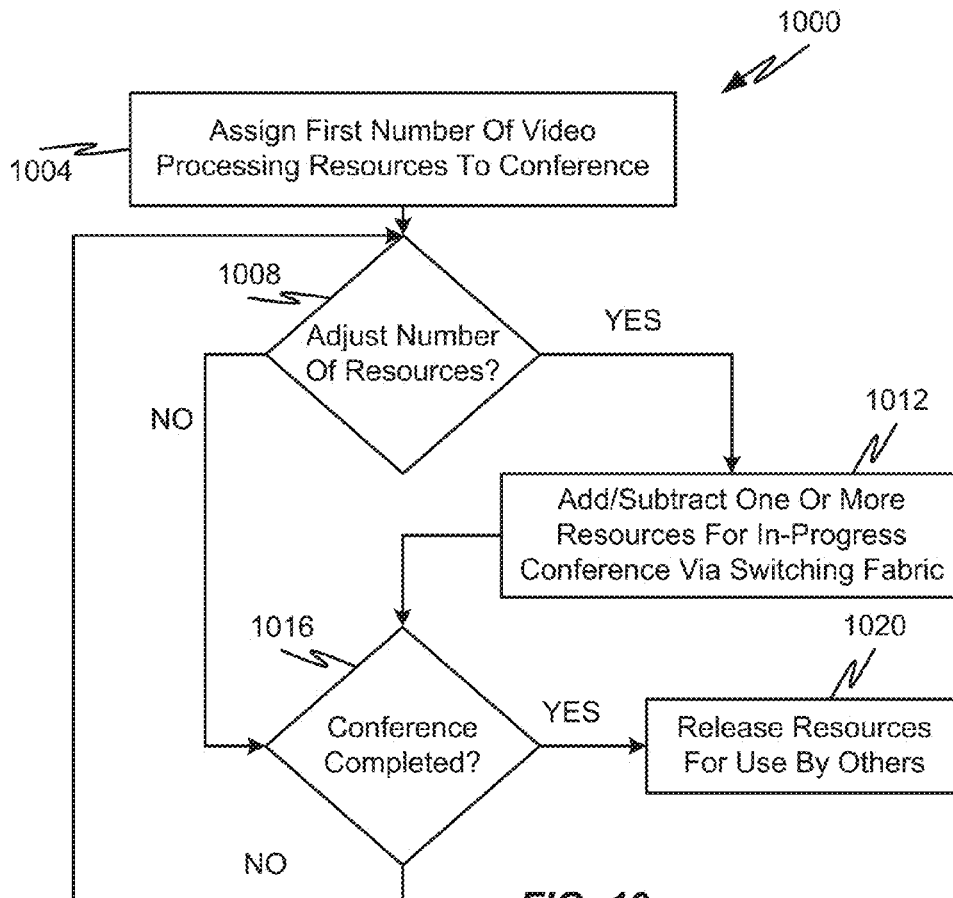 1000
Assign First Number Of Video
Processing Resources To Conference
1004
1008
Adjust Number
Of Resources?
YES
NO
1012
Add/Subtract One Or More
Resources For In-Progress
Conference Via Switching Fabric
1016
1020
Conference
Completed?
YES
Release Resources
For Use By Others
NO